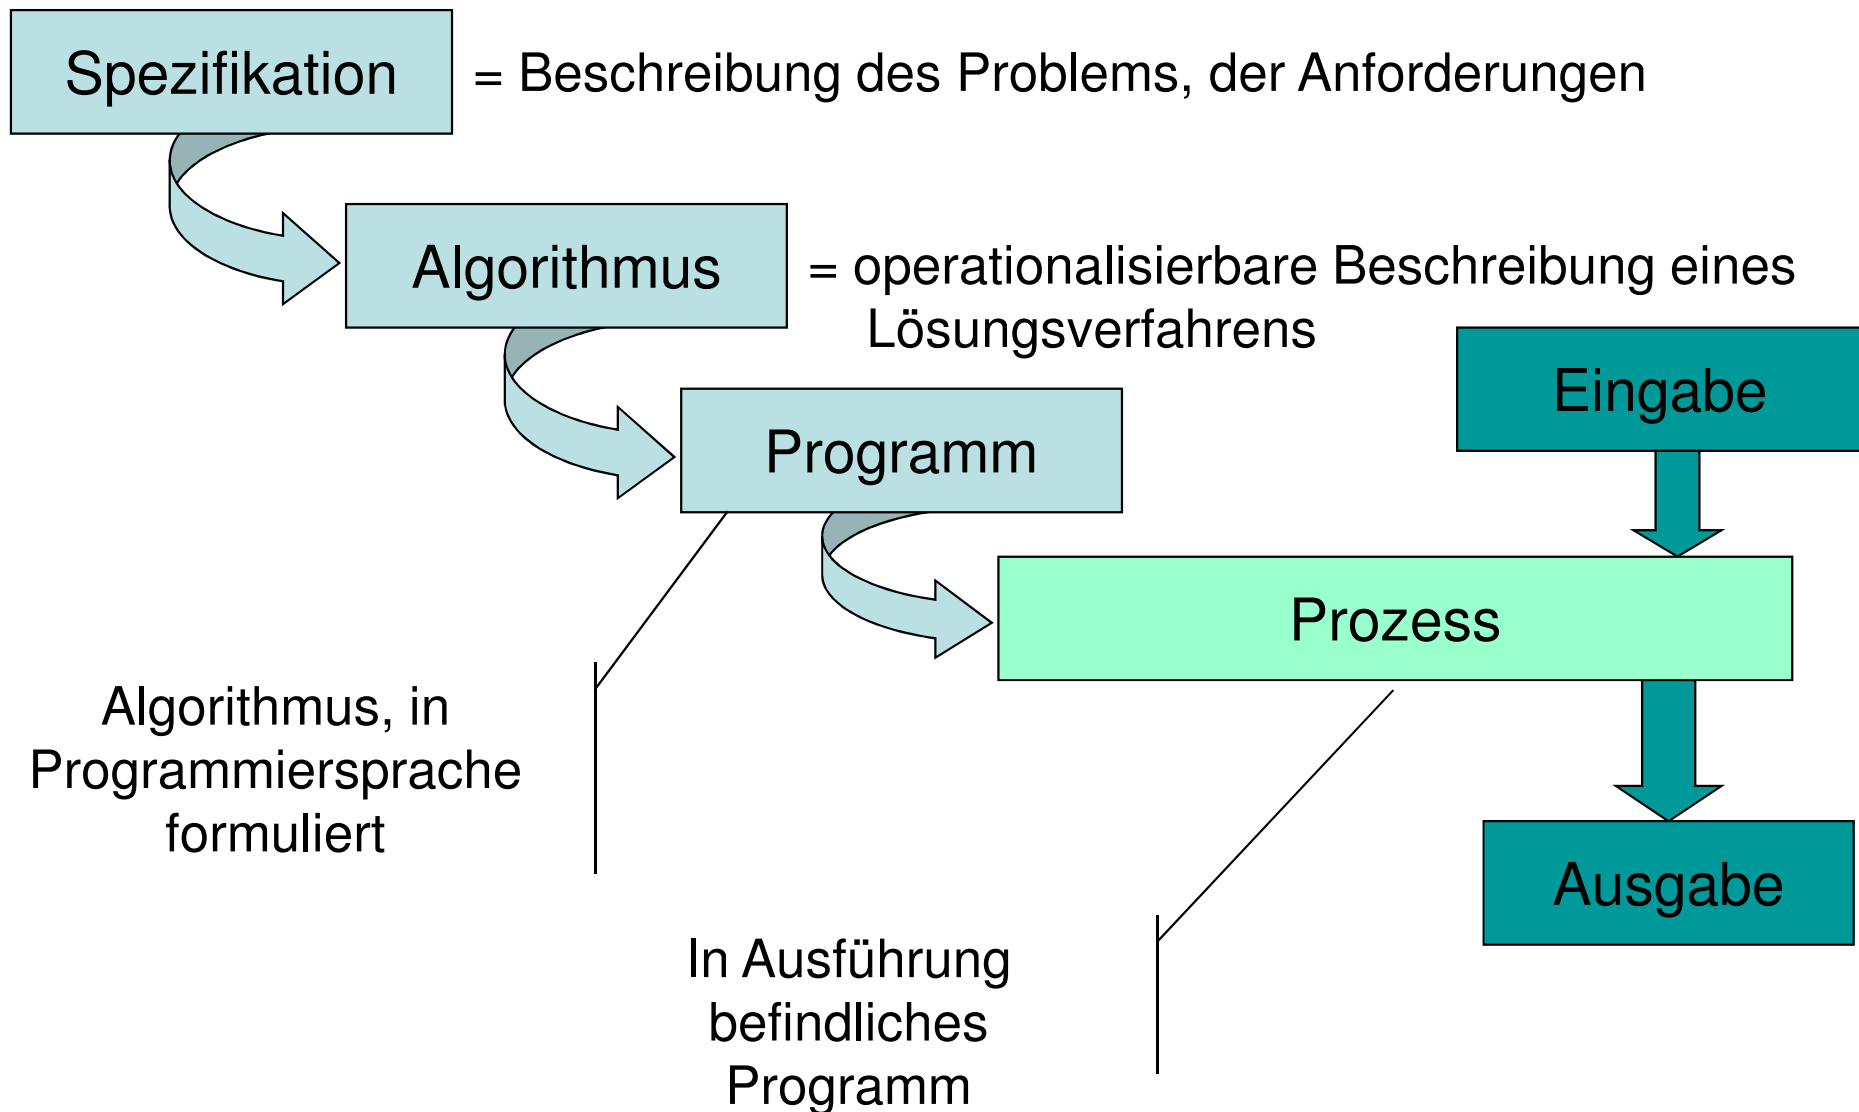 Spezifikation
= Beschreibung des Problems, der Anforderungen
Algorithmus
= operationalisierbare Beschreibung eines
Lösungsverfahrens
Eingabe
Programm
Prozess
Algorithmus, in
Programmiersprache
formuliert
Ausgabe
In Ausführung
befindliches
Programm